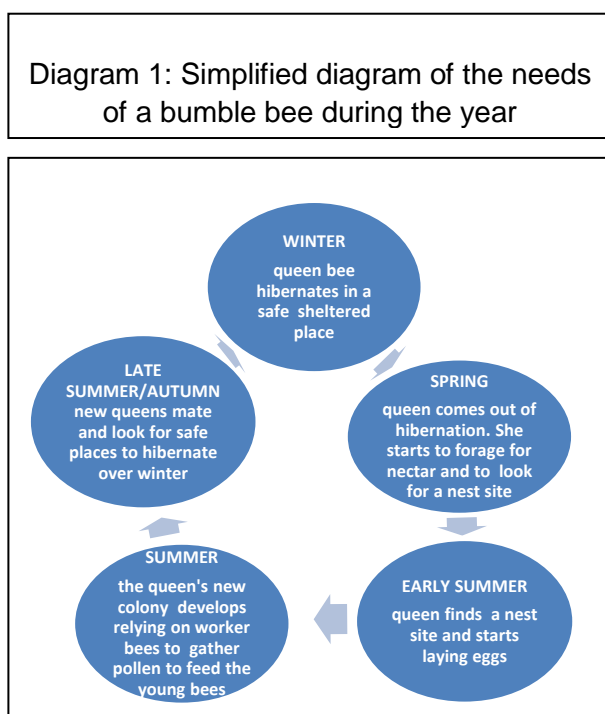 Diagram 1: Simplified diagram of the needs
of a bumble bee during the year
WINTER
queen bee
hibernates in a
safe sheltered
place
SPRING
queen comes out of
hibernation. She
starts to forage for
nectar and to look
for a nest site
EARLY SUMMER
queen finds a nest
site and starts
laying eggs
SUMMER
the queen's new
colony develops
relying on worker
bees to gather
pollen to feed the
young bees
LATE
SUMMER/AUTUMN
new queens mate
and look for safe
places to hibernate
over winter